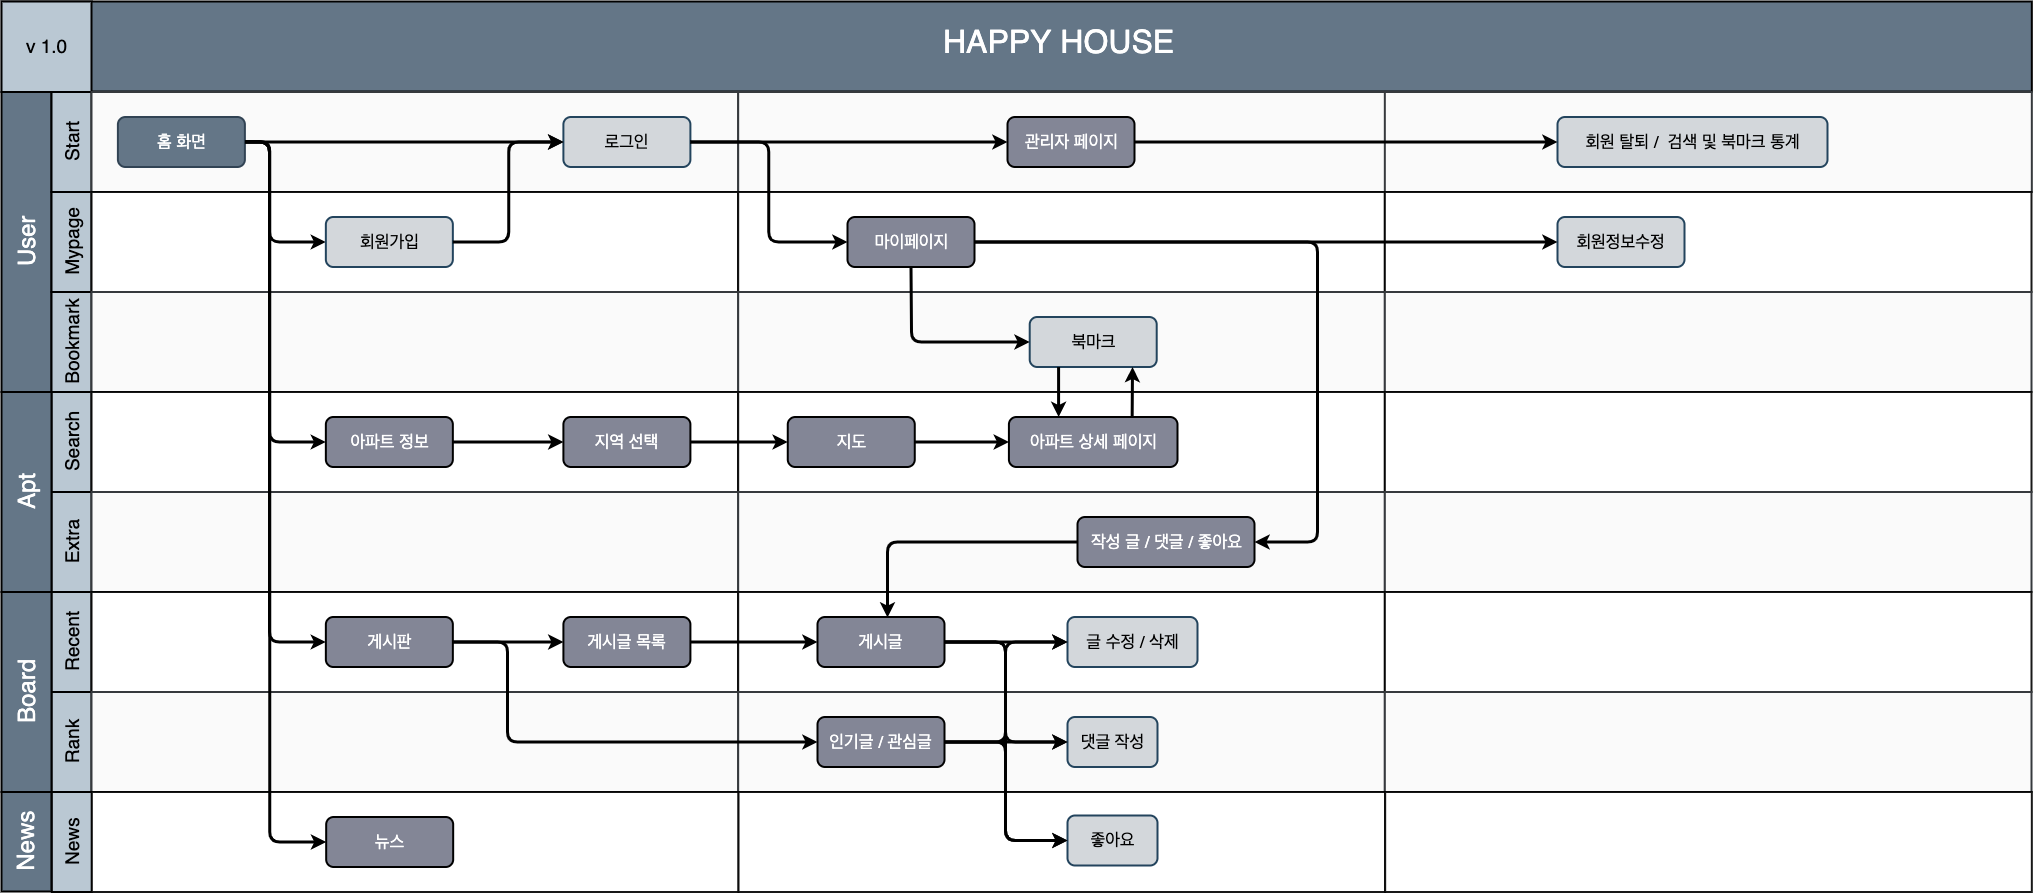 v 1.0
HAPPY HOUSE
User
Start
홈 화면
로그인
관리자 페이지
회원 탈퇴 / 검색 및 북마크 통계
Mypage
회원가입
마이페이지
회원정보수정
Bookmark
북마크
Apt
Search
아파트 정보
지역 선택
지도
아파트 상세 페이지
Extra
작성 글 / 댓글 / 좋아요
Board
Recent
게시판
게시글 목록
게시글
글 수정 / 삭제
Rank
인기글 / 관심글
댓글 작성
News
News
뉴스
좋아요